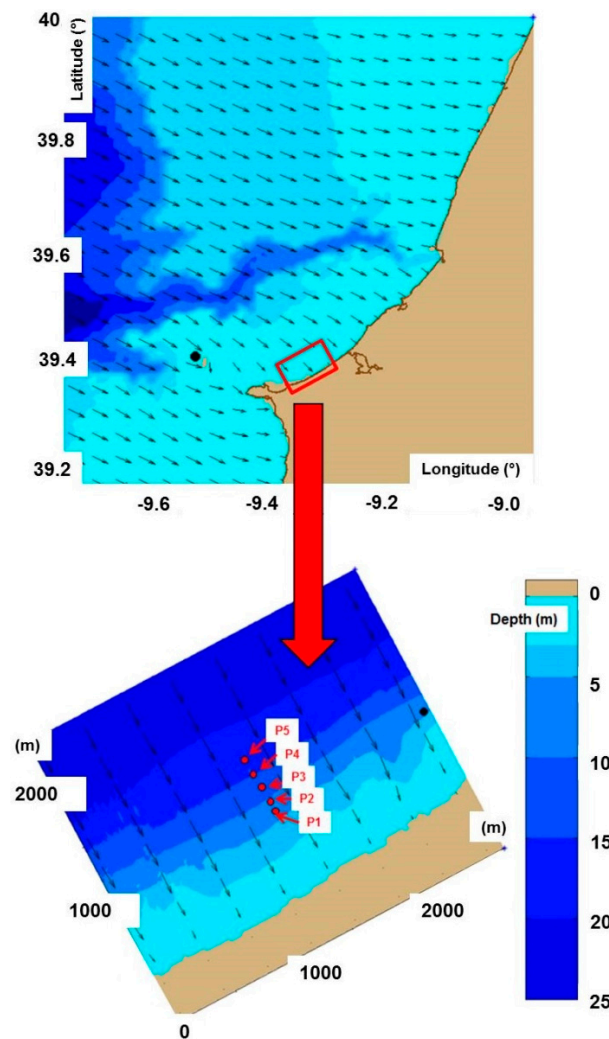 40
Latitude (°)
39.8
39.6
39.4
39.2
Longitude (°)
-9.6
-9.4
-9.2
-9.0
0
Depth (m)
5
10
15
20
25
(m)
2000
P5
P4
P3
P2
P1
(m)
1000
2000
1000
0